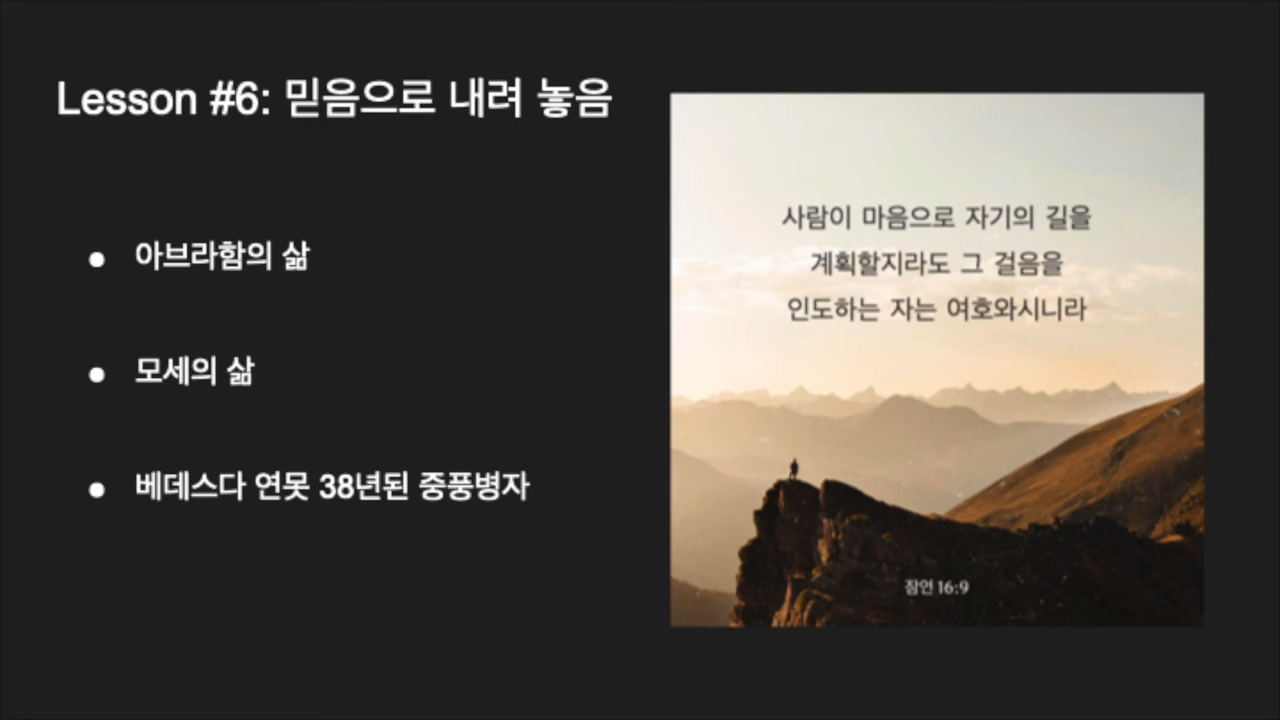 Lesson #6: 믿음으로 내려 놓음
● 아브라함의 삶
● 모세의 삶
● 베데스다 연못 38년된 중풍병자
사람이 마음으로 자기의 길을
계획할지라도 그 걸음을
인도하는 자는 여호와시니라
잠언 16:9